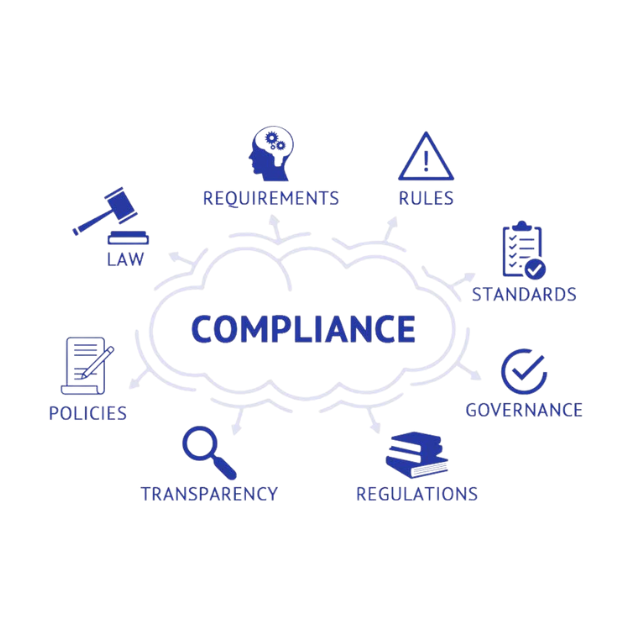 REQUIREMENTS
RULES
LAW
STANDARDS
COMPLIANCE
POLICIES
GOVERNANCE
TRANSPARENCY
REGULATIONS